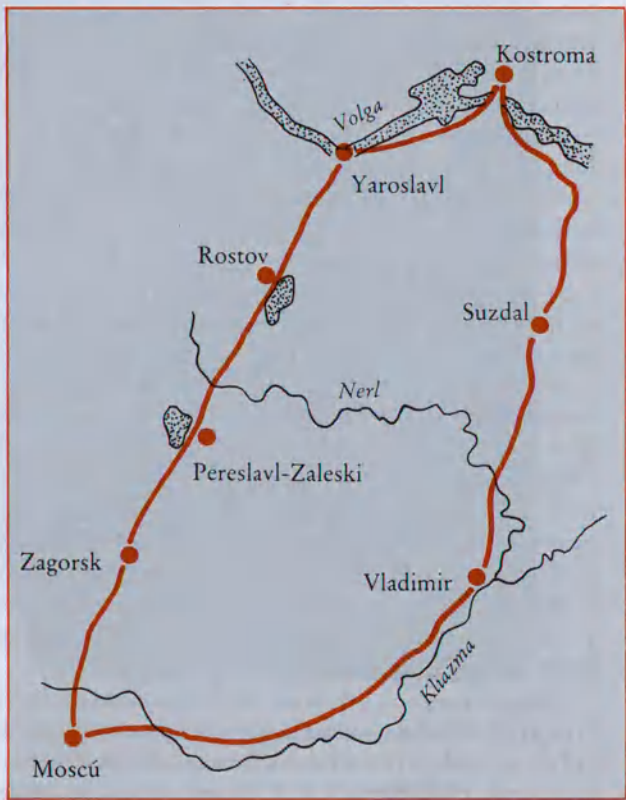 Kostroma
Volga
Yaroslavl
Rostov
Suzdal
Nerl
Pereslavl-Zaleski
Zagorsk
Vladimir
Kliazma
Moscú